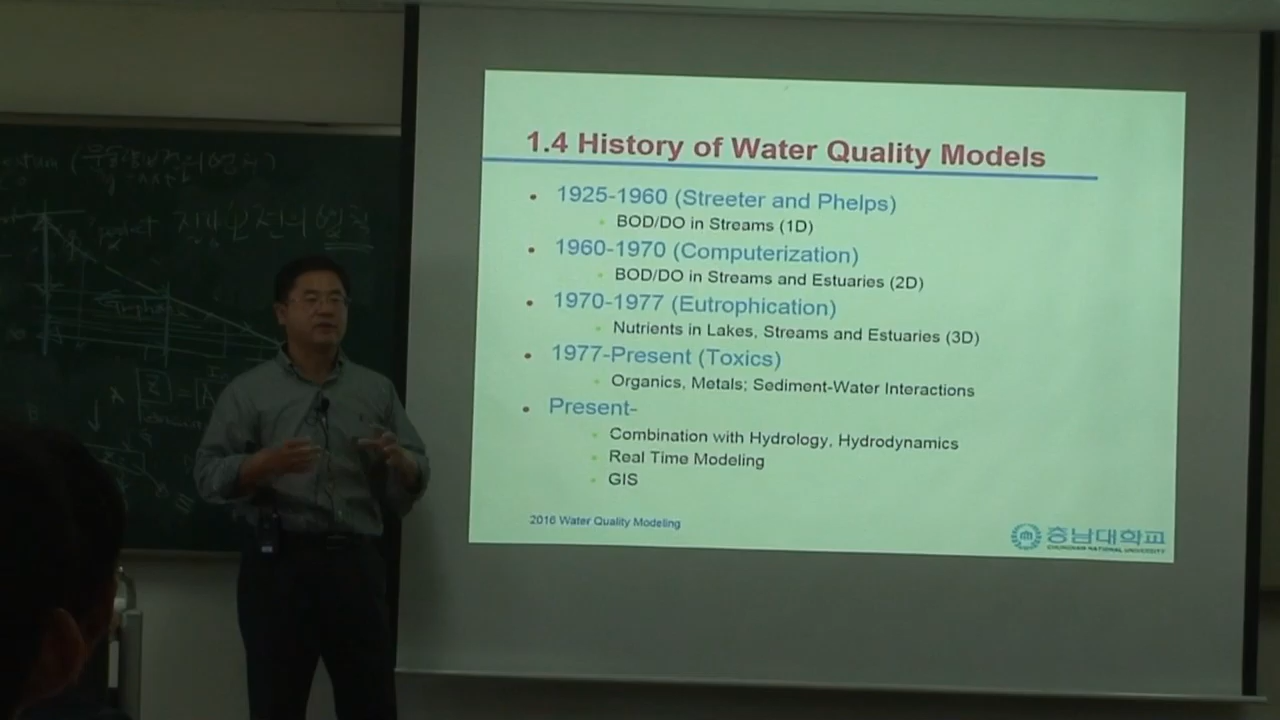 1.4 History of Water Quality Models
• 1925-1960 (Streeter and Phelps)
• BOD/DO in Streams (1D)
• 1960-1970 (Computerization)
• BOD/DO in Streams and Estuaries (2D)
• 1970-1977 (Eutrophication)
• Nutrients in Lakes, Streams and Estuaries (3D)
• 1977-Present (Toxics)
• Organics, Metals; Sediment-Water Interactions
• Present-
• Combination with Hydrology, Hydrodynamics
• Real Time Modeling
• GIS
2016 Water Quality Modeling
충남대학교
CHUNGNAM NATIONAL UNIVERSITY